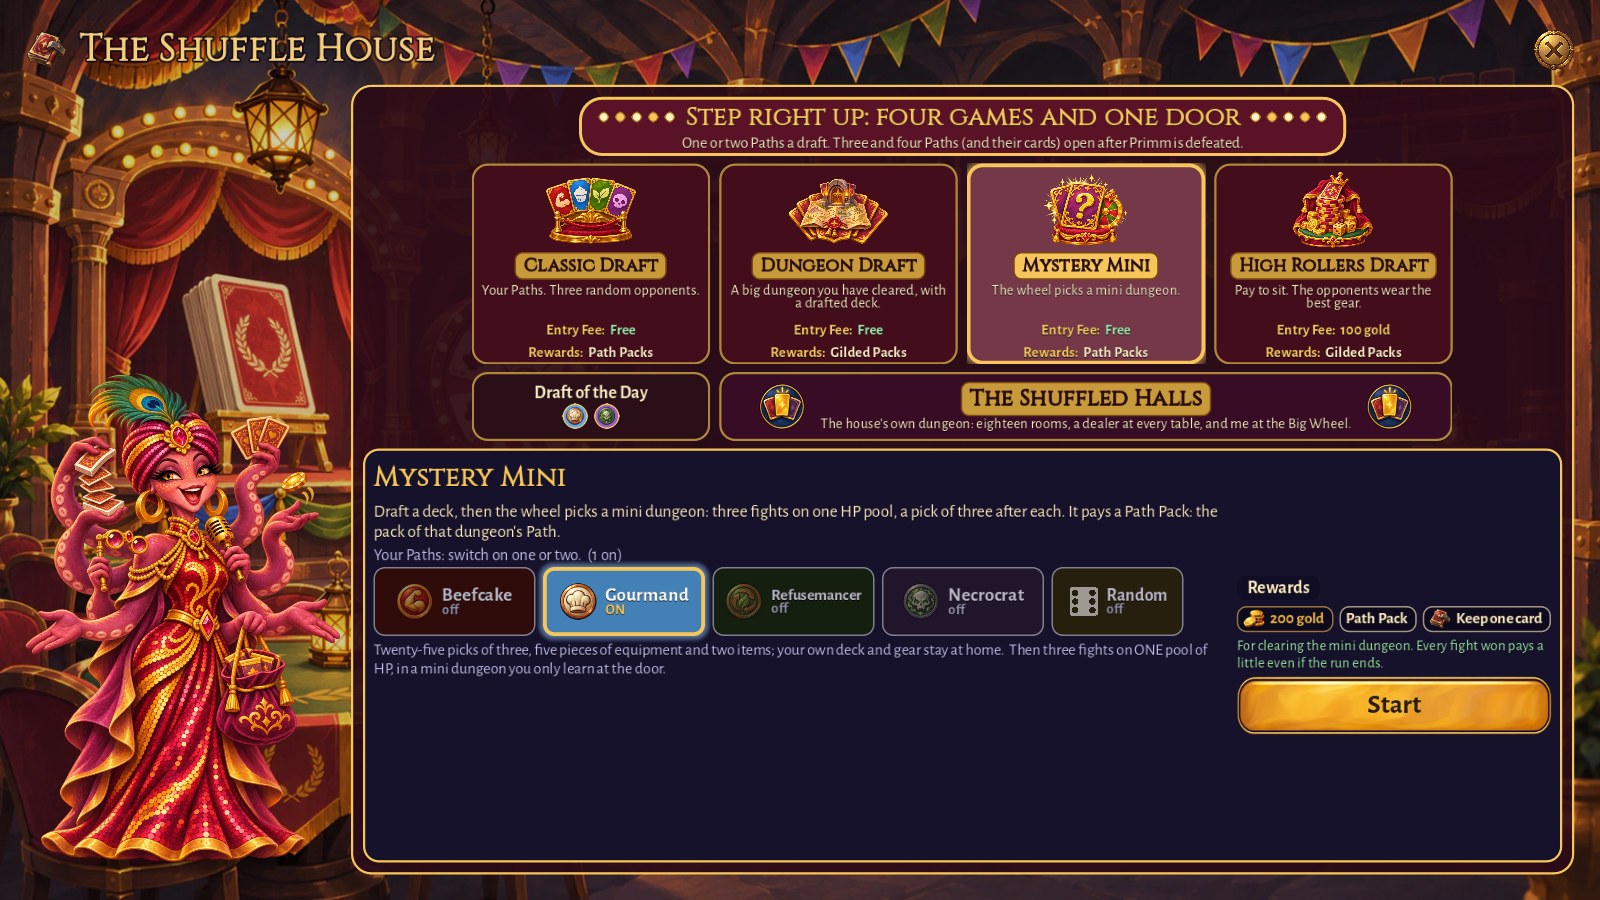 The Shuffle House
Step right up: four games and one door
One or two Paths a draft. Three and four Paths (and their cards) open after Primm is defeated.
Classic Draft
Your Paths. Three random opponents.
Entry Fee: Free
Rewards: Path Packs
Dungeon Draft
A big dungeon you have cleared, with
a drafted deck.
Entry Fee: Free
Rewards: Gilded Packs
Mystery Mini
The wheel picks a mini dungeon.
Entry Fee: Free
Rewards: Path Packs
High Rollers Draft
Pay to sit. The opponents wear the
best gear.
Entry Fee: 100 gold
Rewards: Gilded Packs
Draft of the Day
The Shuffled Halls
The house's own dungeon: eighteen rooms, a dealer at every table, and me at the Big Wheel.
Mystery Mini
Draft a deck, then the wheel picks a mini dungeon: three fights on one HP pool, a pick of three after each. It pays a Path Pack: the
pack of that dungeon's Path.
Your Paths: switch on one or two. (1 on)
Beefcake
off
Gourmand
ON
Refusemancer
off
Necrocrat
off
Random
off
Twenty-five picks of three, five pieces of equipment and two items; your own deck and gear stay at home. Then three fights on ONE pool of
HP, in a mini dungeon you only learn at the door.
Rewards
200 gold
Path Pack
Keep one card
For clearing the mini dungeon. Every fight won pays a
little even if the run ends.
Start